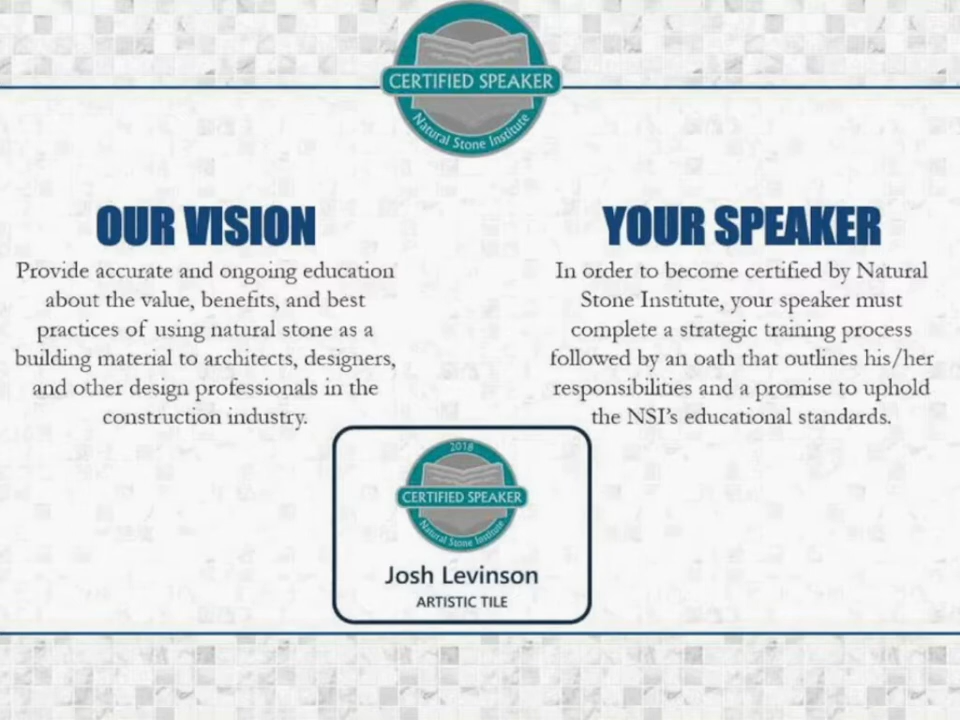 CERTIFIED SPEAKER
Natural Stone Institute
OUR VISION
Provide accurate and ongoing education
about the value, benefits, and best
practices of using natural stone as a
building material to architects, designers,
and other design professionals in the
construction industry.
YOUR SPEAKER
In order to become certified by Natural
Stone Institute, your speaker must
complete a strategic training process
followed by an oath that outlines his/her
responsibilities and a promise to uphold
the NSI's educational standards.
2018
CERTIFIED SPEAKER
Natural Stone Institute
Josh Levinson
ARTISTIC TILE